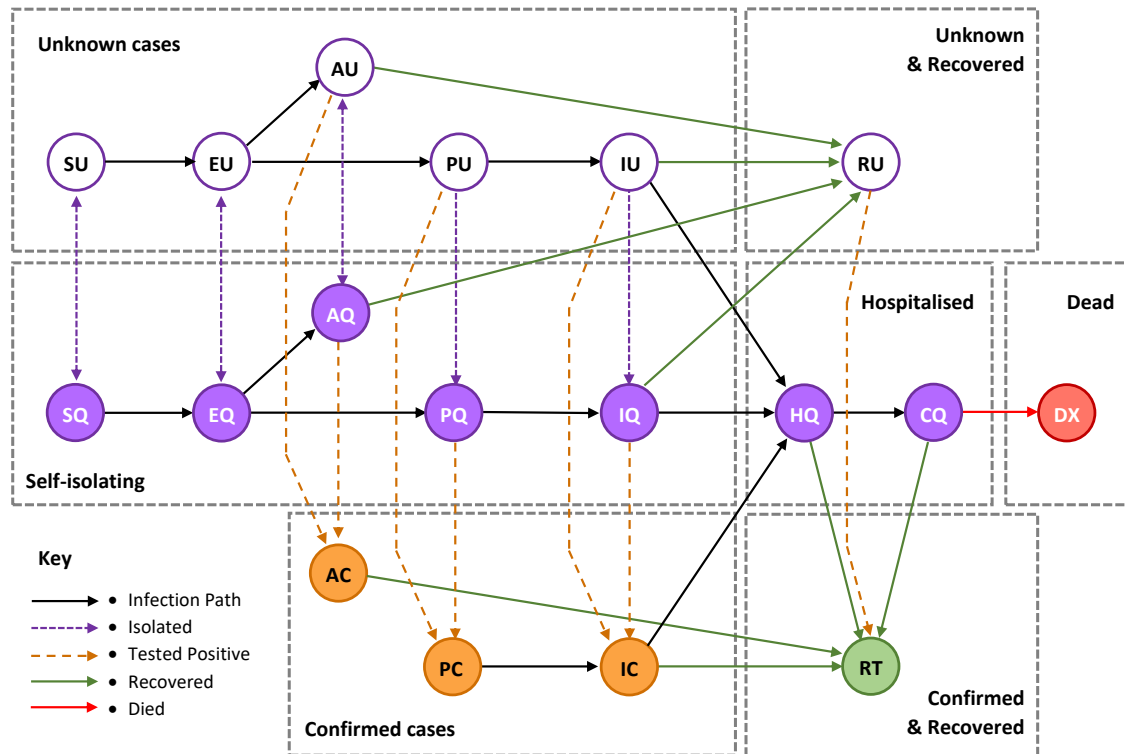 Unknown cases
Unknown
& Recovered
AU
SU
EU
PU
IU
RU
Hospitalised
Dead
AQ
SQ
EQ
PQ
IQ
HQ
CQ
DX
Self-isolating
Key
• Infection Path
• Isolated
• Tested Positive
• Recovered
• Died
AC
PC
IC
RT
Confirmed cases
Confirmed
& Recovered